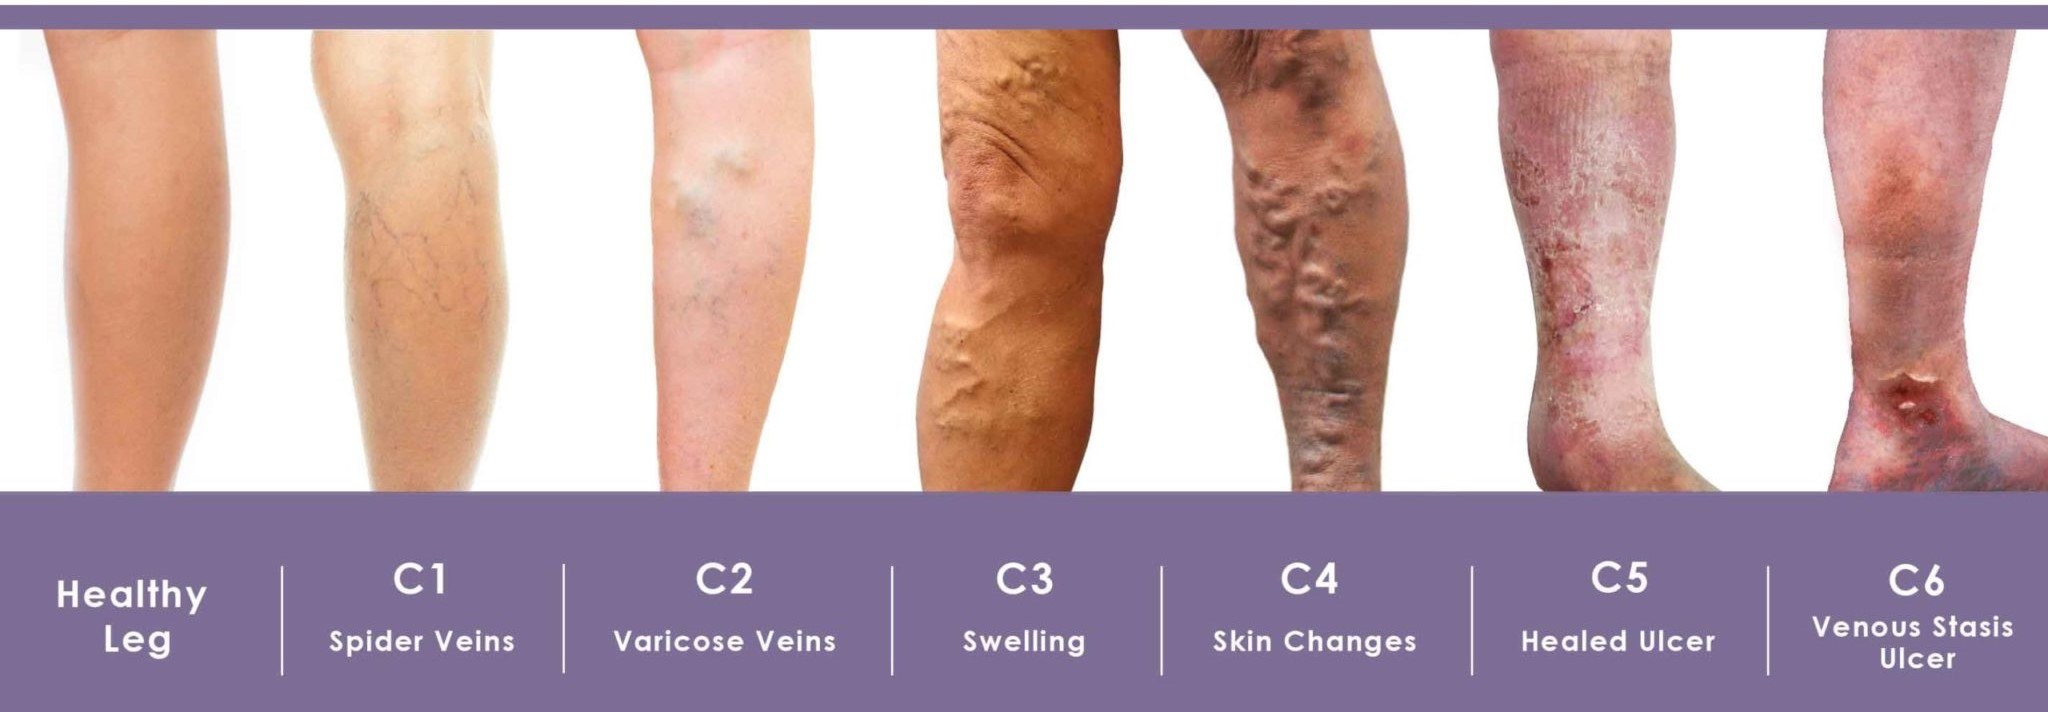 Healthy
Leg
C1
Spider Veins
C2
Varicose Veins
C3
Swelling
C4
Skin Changes
C5
Healed Ulcer
C6
Venous Stasis
Ulcer